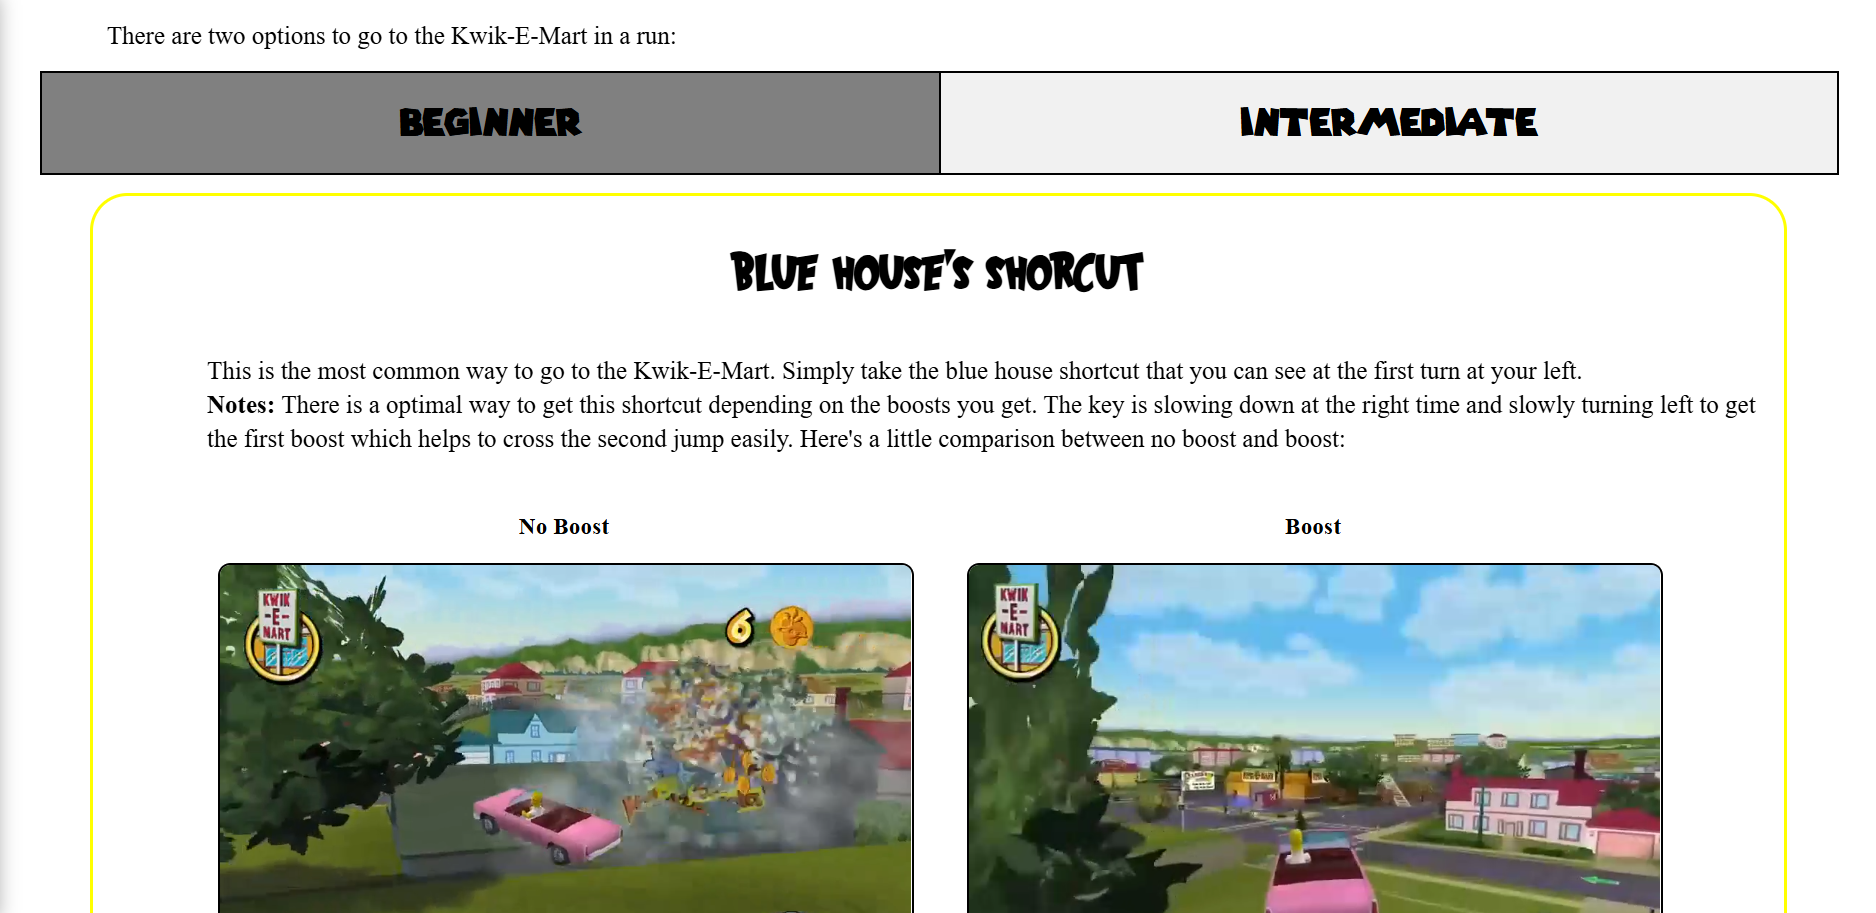 There are two options to go to the Kwik-E-Mart in a run:
BEGINNER
INTERMEDIATE
BLUE HOUSE'S SHORCUT
This is the most common way to go to the Kwik-E-Mart. Simply take the blue house shortcut that you can see at the first turn at your left.
Notes: There is a optimal way to get this shortcut depending on the boosts you get. The key is slowing down at the right time and slowly turning left to get
the first boost which helps to cross the second jump easily. Here's a little comparison between no boost and boost:
No Boost
Boost
KWIK
-E-
MART
6
KWIK
-E-
MART